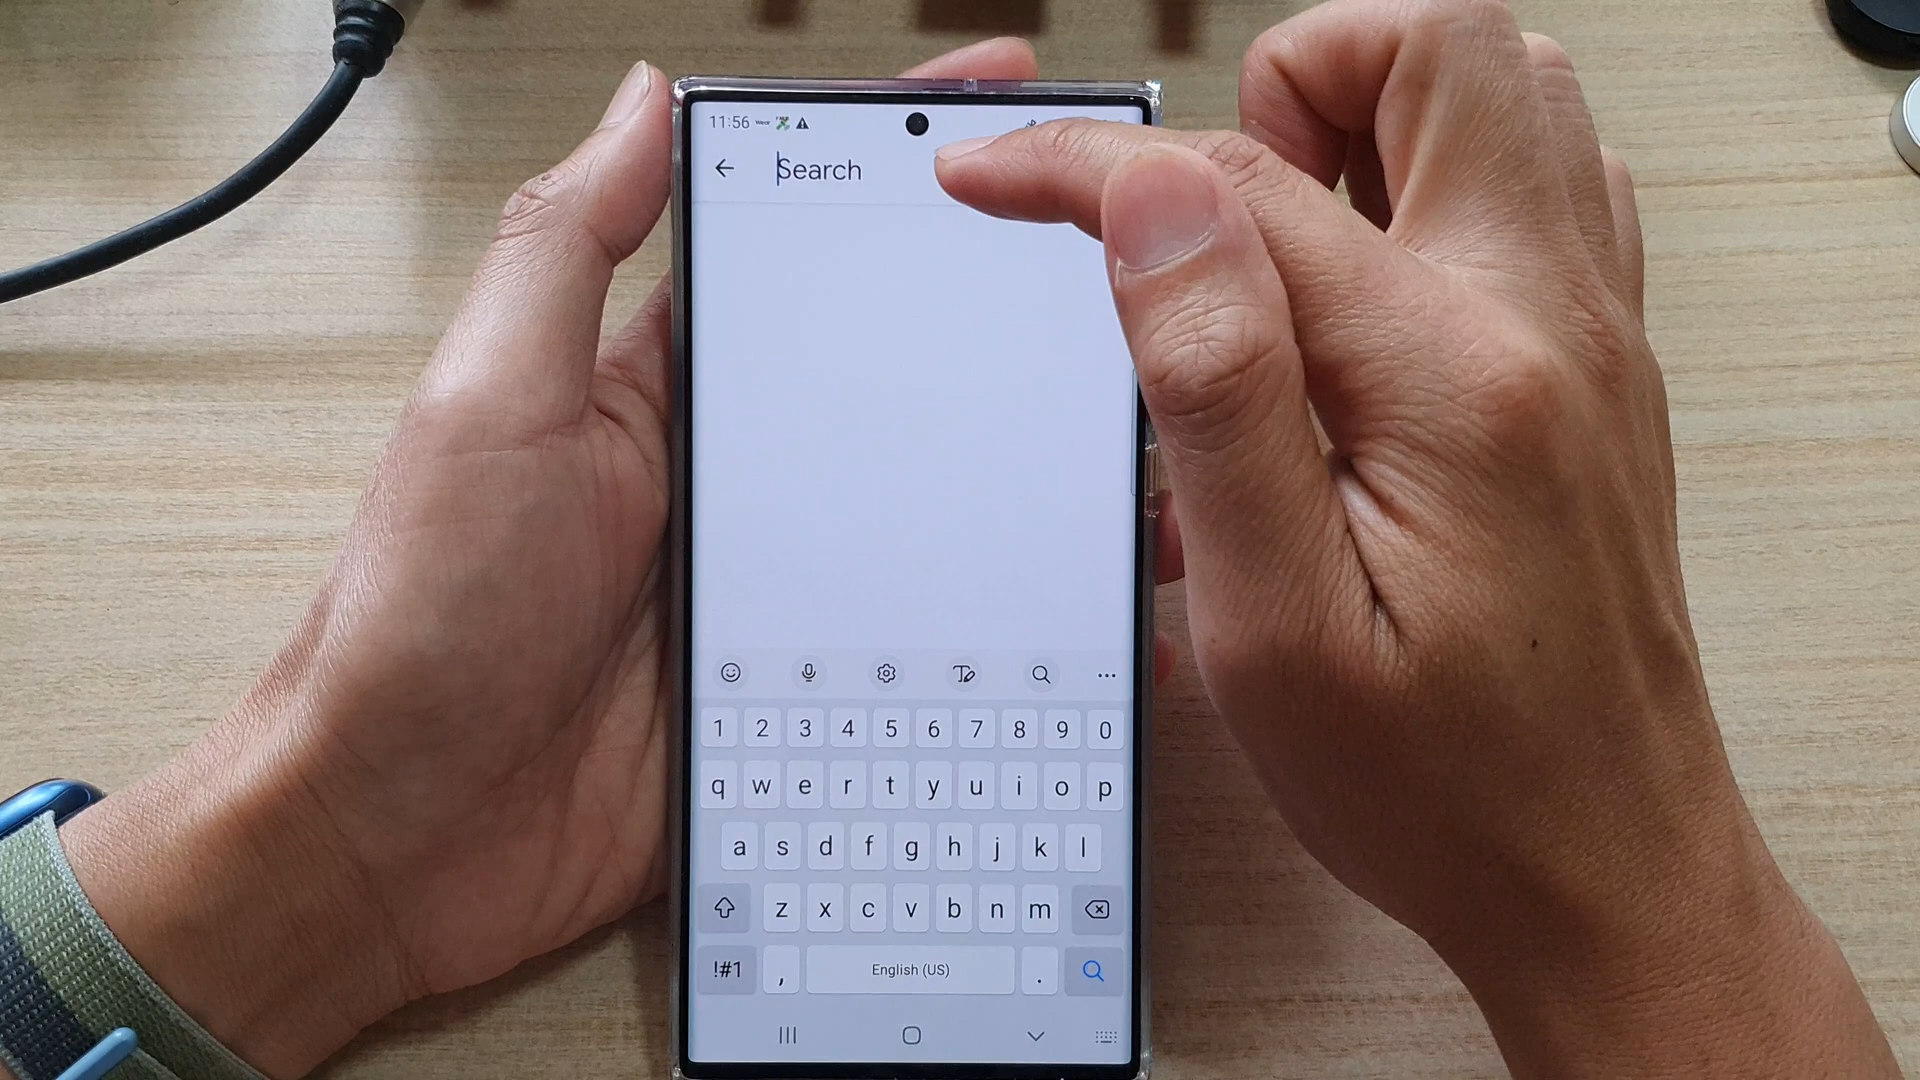 11:56
Search
1 2 3 4 5 6 7 8 9 0
q w e r t y u i o p
a s d f g h j k l
z x c v b n m
!#1 , English (US) .